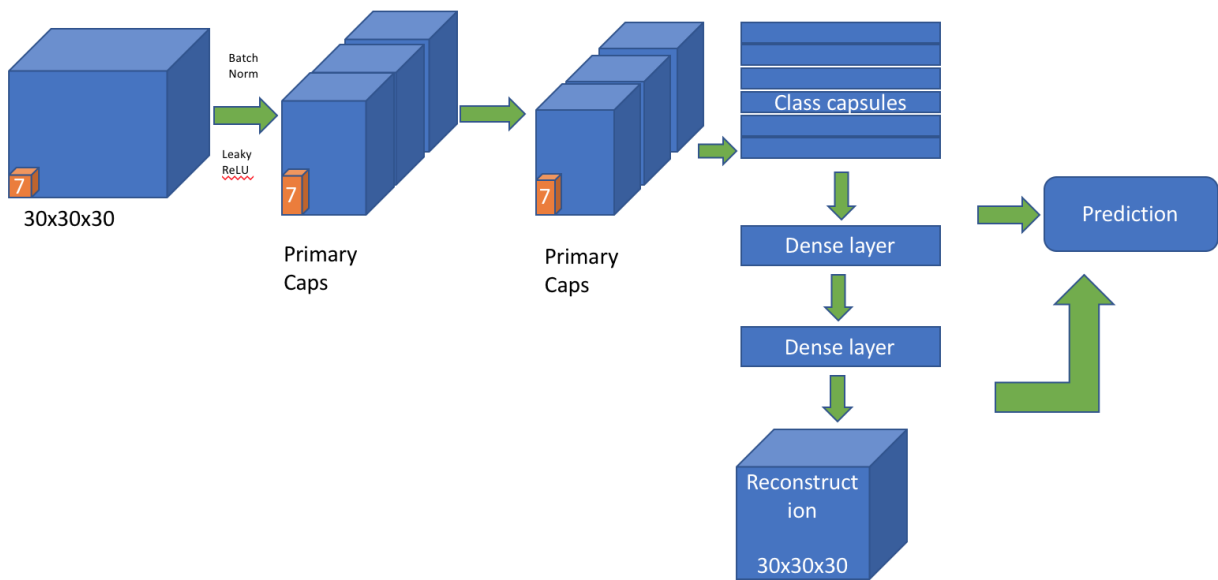 Batch
Norm
Leaky
ReLU
7
30x30x30
7
Primary
Caps
7
Primary
Caps
Class capsules
Dense layer
Dense layer
Reconstruct
ion
30x30x30
Prediction